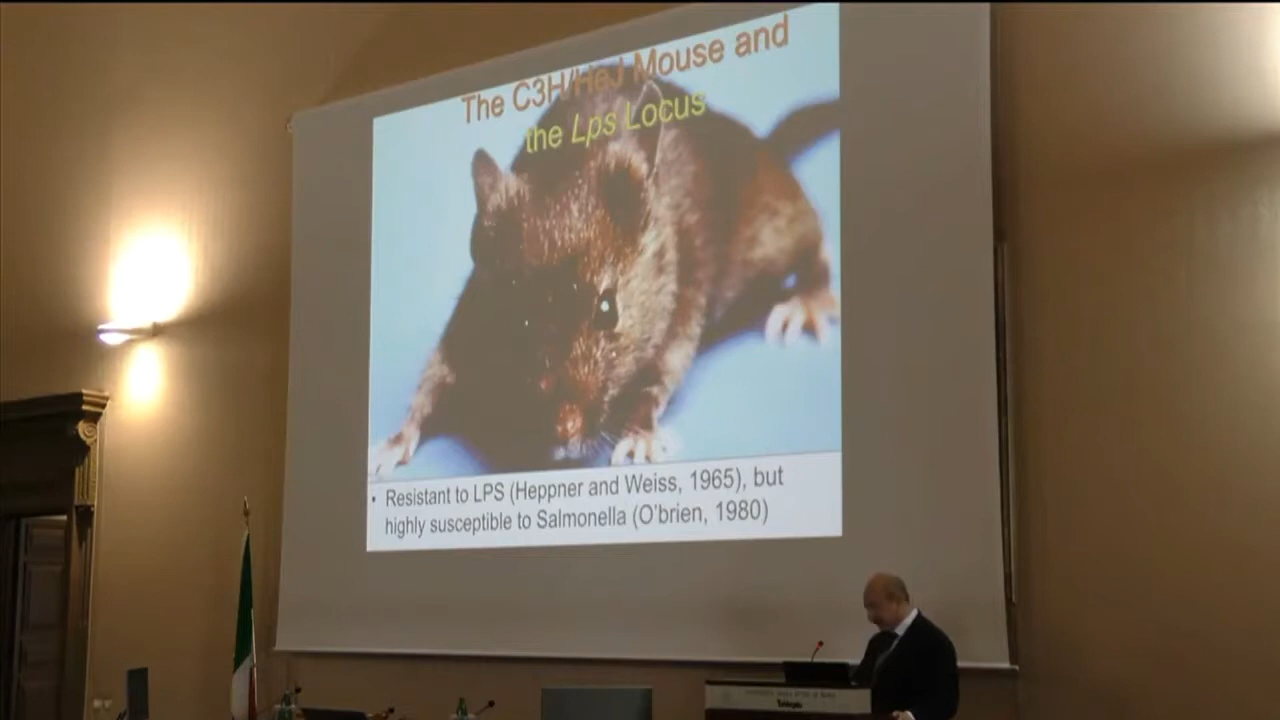 The C3H/HeJ Mouse and
the Lps Locus
• Resistant to LPS (Heppner and Weiss, 1965), but
highly susceptible to Salmonella (O'brien, 1980)